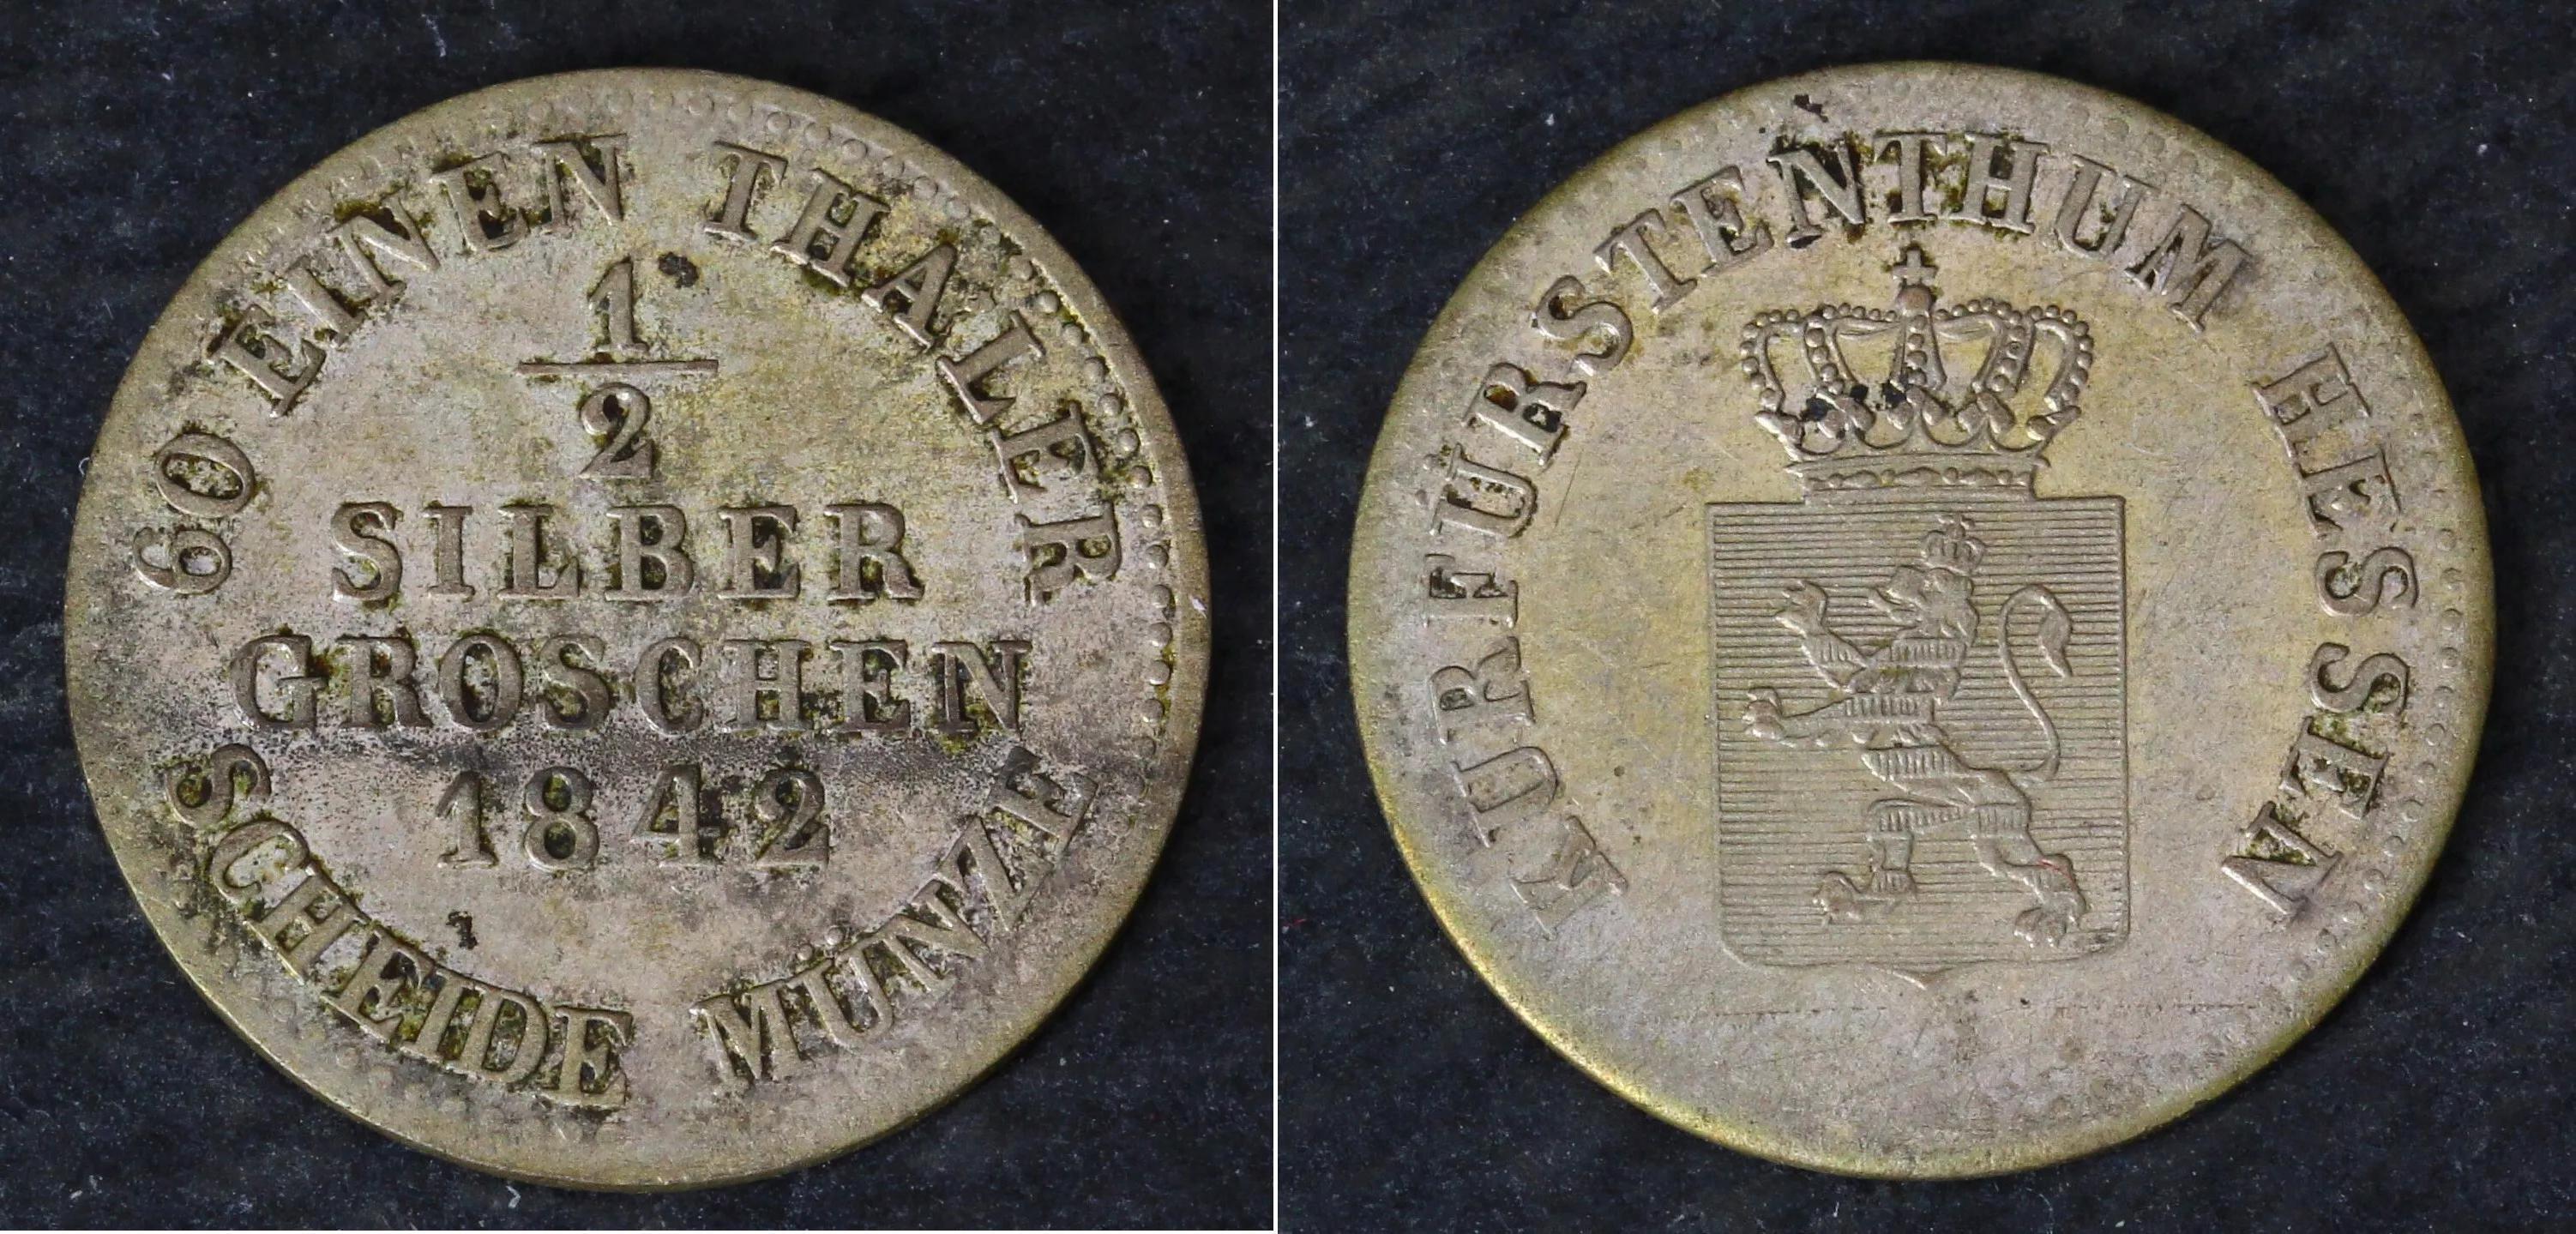 60 EINEN THALER
1
2
SILBER
GROSCHEN
1842
SCHEIDE MÜNZE
KURFÜRSTENTHUM HESSEN